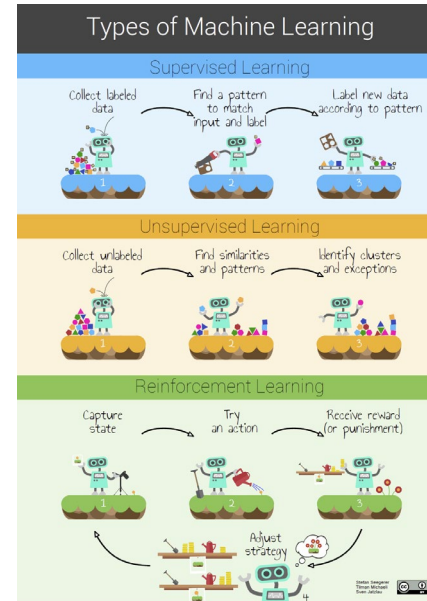 Types of Machine Learning
Supervised Learning
Collect labeled
data
Find a pattern
to match
input and label
Label new data
according to pattern
1
2
3
Unsupervised Learning
Collect unlabeled
data
Find similarities
and patterns
Identify clusters
and exceptions
1
2
3
Reinforcement Learning
Capture
state
Try
an action
Receive reward
(or punishment)
1
2
3
Adjust
strategy
4
Stefan Seegerer
Tilman Michaeli
Sven Jatzlau